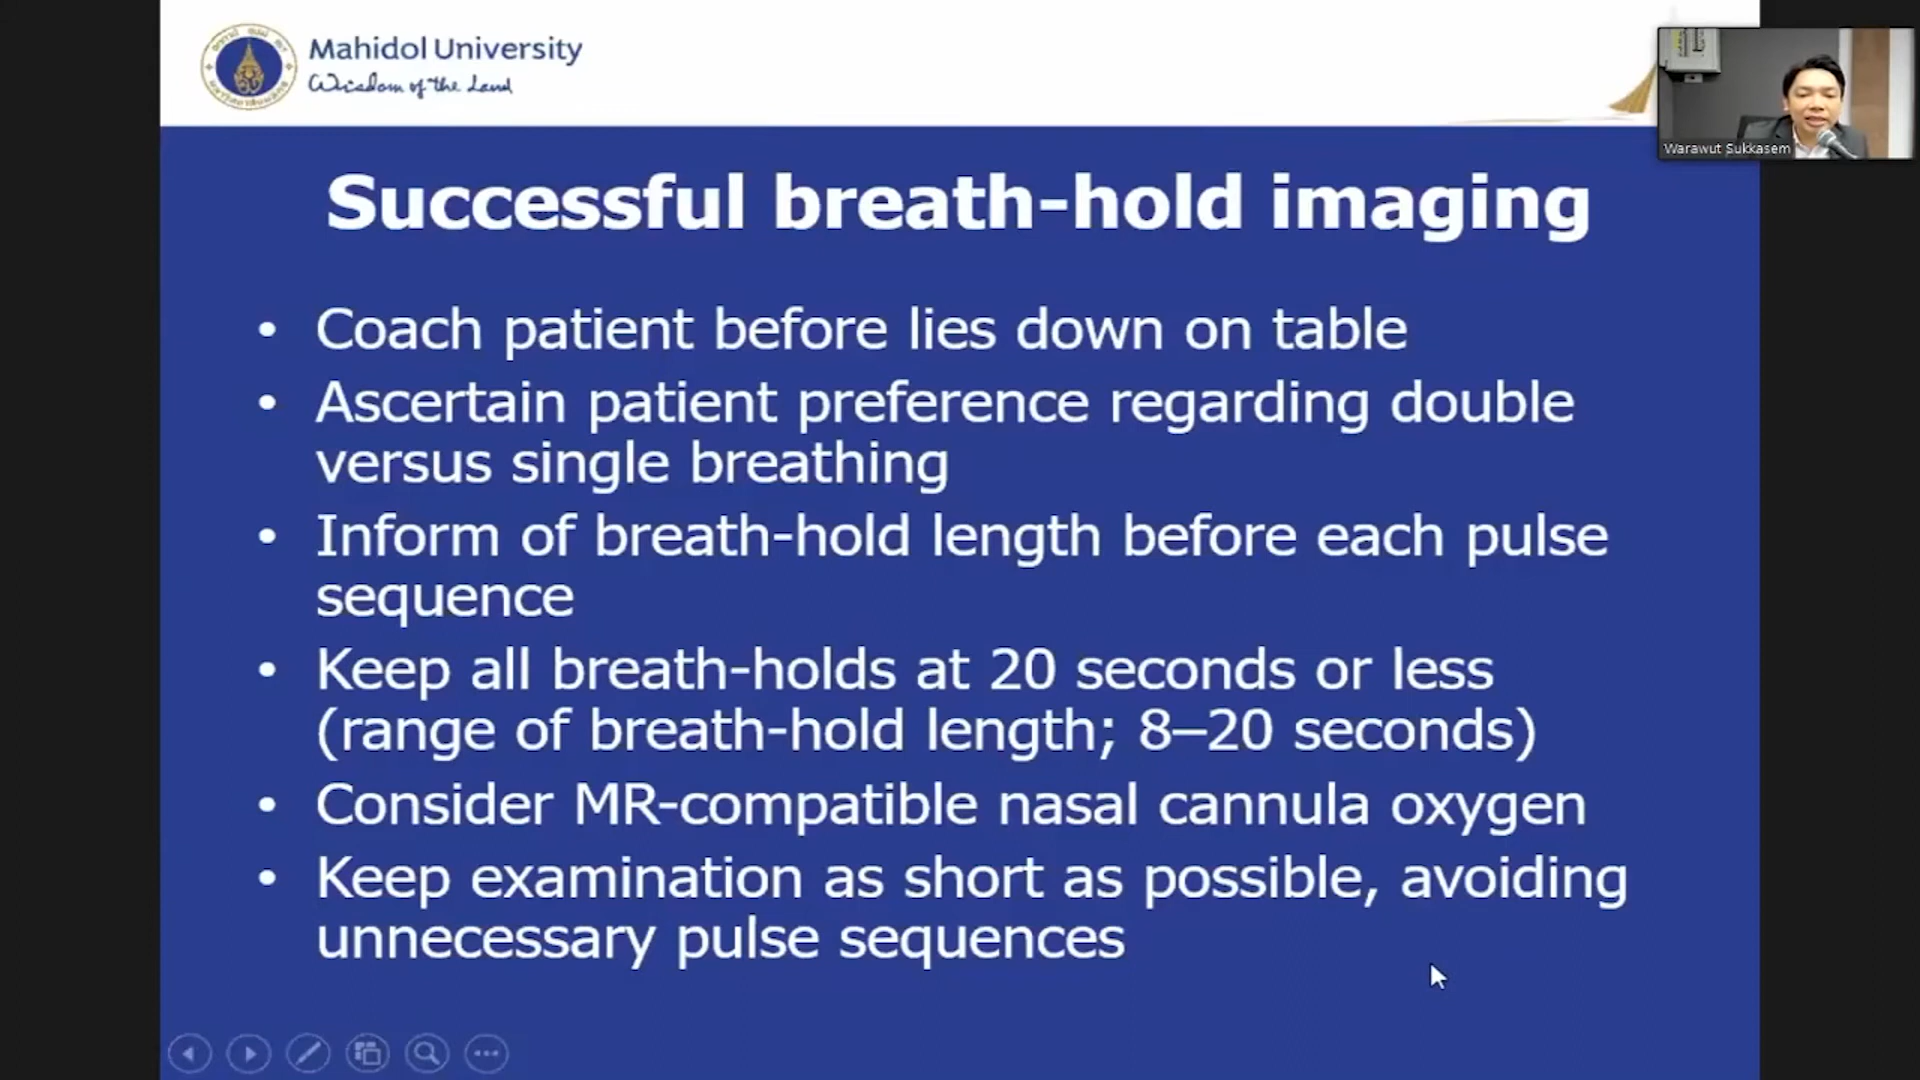 Mahidol University
Wisdom of the Land
Warawut Sukkasem
Successful breath-hold imaging
• Coach patient before lies down on table
• Ascertain patient preference regarding double
versus single breathing
• Inform of breath-hold length before each pulse
sequence
• Keep all breath-holds at 20 seconds or less
(range of breath-hold length; 8–20 seconds)
• Consider MR-compatible nasal cannula oxygen
• Keep examination as short as possible, avoiding
unnecessary pulse sequences